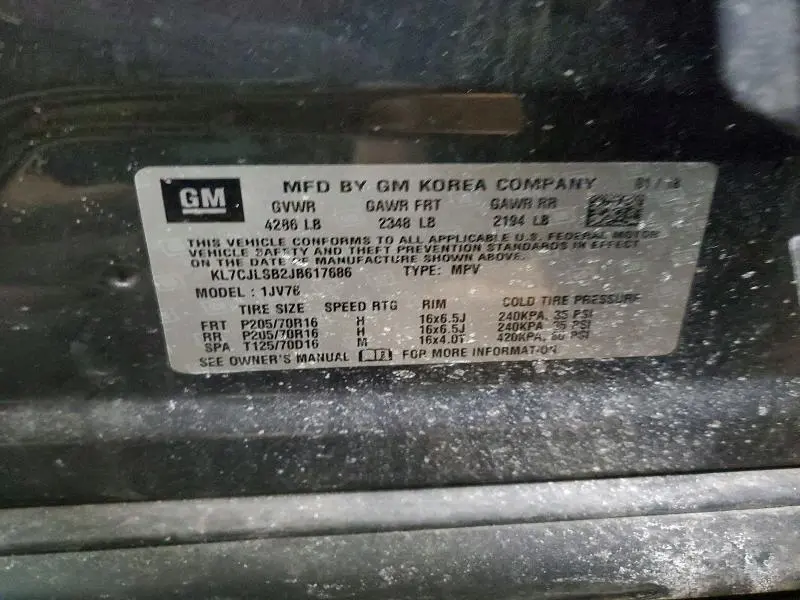 GM MFD BY GM KOREA COMPANY 01 / 18
GVWR GAWR FRT GAWR RR
4286 LB 2348 LB 2194 LB
THIS VEHICLE CONFORMS TO ALL APPLICABLE U.S. FEDERAL MOTOR
VEHICLE SAFETY AND THEFT PREVENTION STANDARDS IN EFFECT
ON THE DATE OF MANUFACTURE SHOWN ABOVE.
KL7CJLSB2JB617686 TYPE: MPV
MODEL : 1JV76
TIRE SIZE SPEED RTG RIM COLD TIRE PRESSURE
FRT P205/70R16 H 16x6.5J 240KPA, 35 PSI
RR P205/70R16 H 16x6.5J 240KPA, 35 PSI
SPA T125/70D16 M 16x4.0T 420KPA, 60 PSI
SEE OWNER'S MANUAL FOR MORE INFORMATION